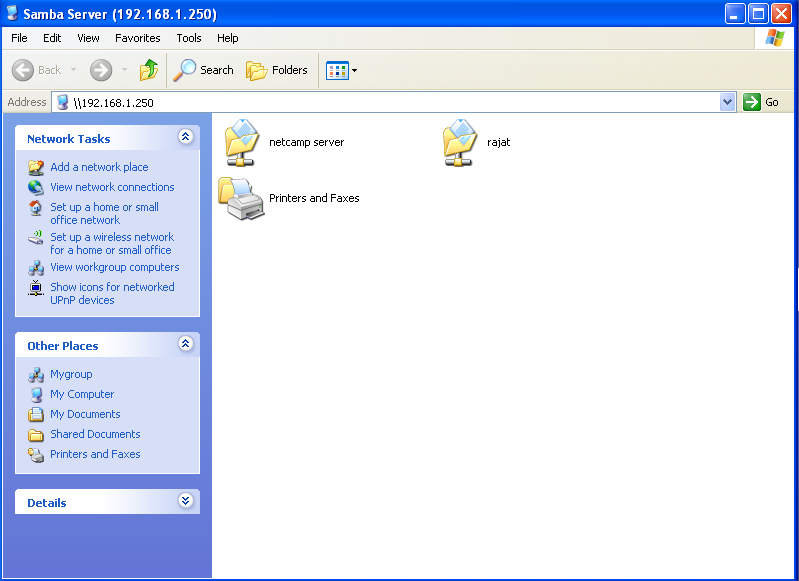 Samba Server (192.168.1.250)
File Edit View Favorites Tools Help
Back Search Folders
Address \\192.168.1.250 Go
Network Tasks
Add a network place
View network connections
Set up a home or small
office network
Set up a wireless network
for a home or small office
View workgroup computers
Show icons for networked
UPnP devices
Other Places
Mygroup
My Computer
My Documents
Shared Documents
Printers and Faxes
Details
netcamp server
rajat
Printers and Faxes